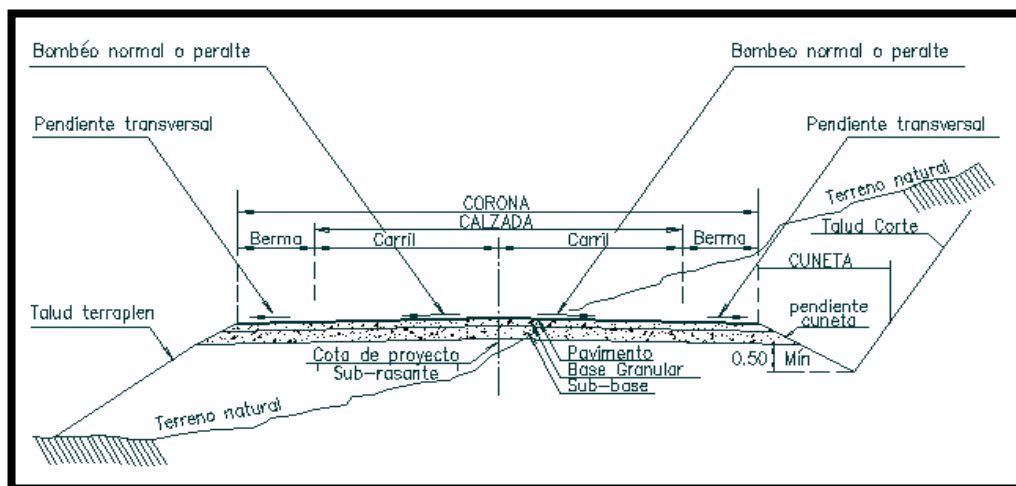 Bombéo normal o peralte
Bombeo normal o peralte
Pendiente transversal
Pendiente transversal
Terreno natural
CORONA
CALZADA
Berma
Carril
Carril
Berma
Talud Corte
CUNETA
Talud terraplen
pendiente
cuneta
Cota de proyecto
Sub-rasante
Pavimento
Base Granular
Sub-base
0.50
Mín
Terreno natural